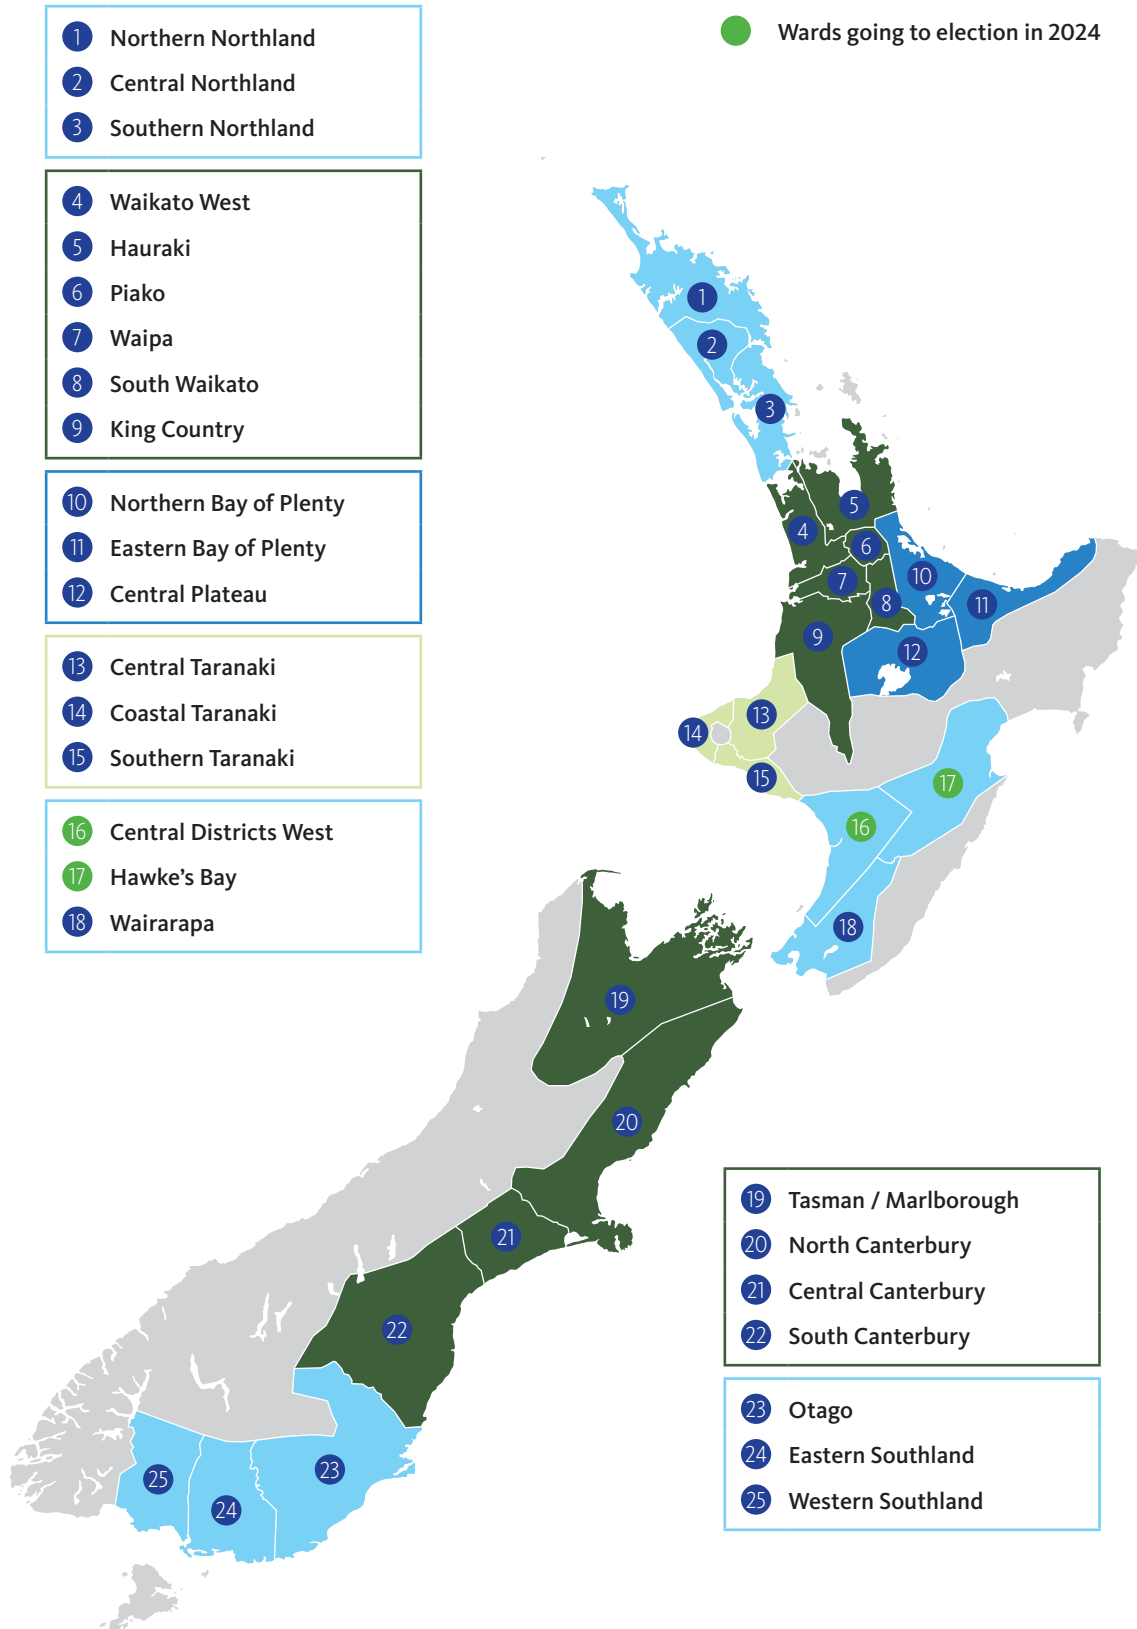 Wards going to election in 2024
1 Northern Northland
2 Central Northland
3 Southern Northland
4 Waikato West
5 Hauraki
6 Piako
7 Waipa
8 South Waikato
9 King Country
10 Northern Bay of Plenty
11 Eastern Bay of Plenty
12 Central Plateau
13 Central Taranaki
14 Coastal Taranaki
15 Southern Taranaki
16 Central Districts West
17 Hawke's Bay
18 Wairarapa
1
2
3
5
4
6
7
10
8
11
9
12
13
14
15
17
16
18
19
20
21
22
23
25
24
19 Tasman / Marlborough
20 North Canterbury
21 Central Canterbury
22 South Canterbury
23 Otago
24 Eastern Southland
25 Western Southland